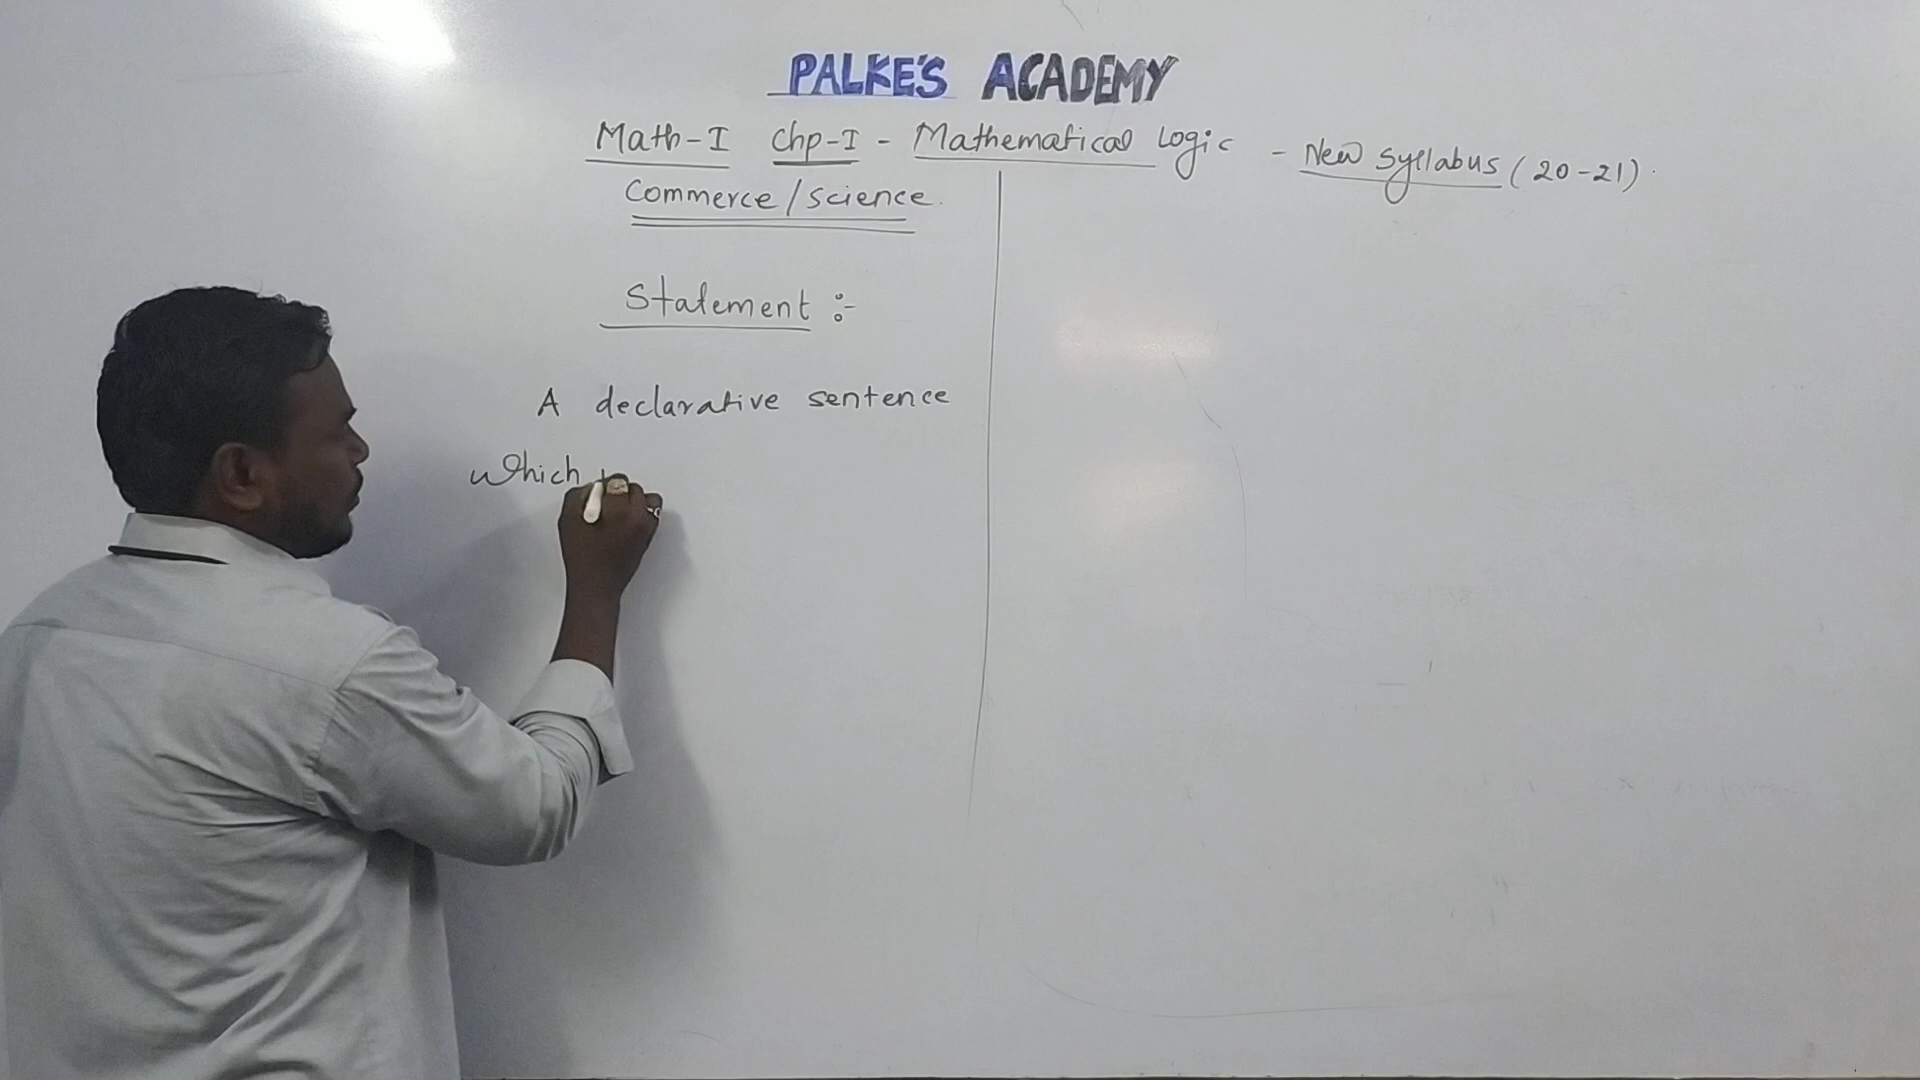 PALKE'S ACADEMY
Math-I Chp-I - Mathematical Logic - New Syllabus (20-21).
Commerce / Science.
Statement :-
A declarative sentence
Which